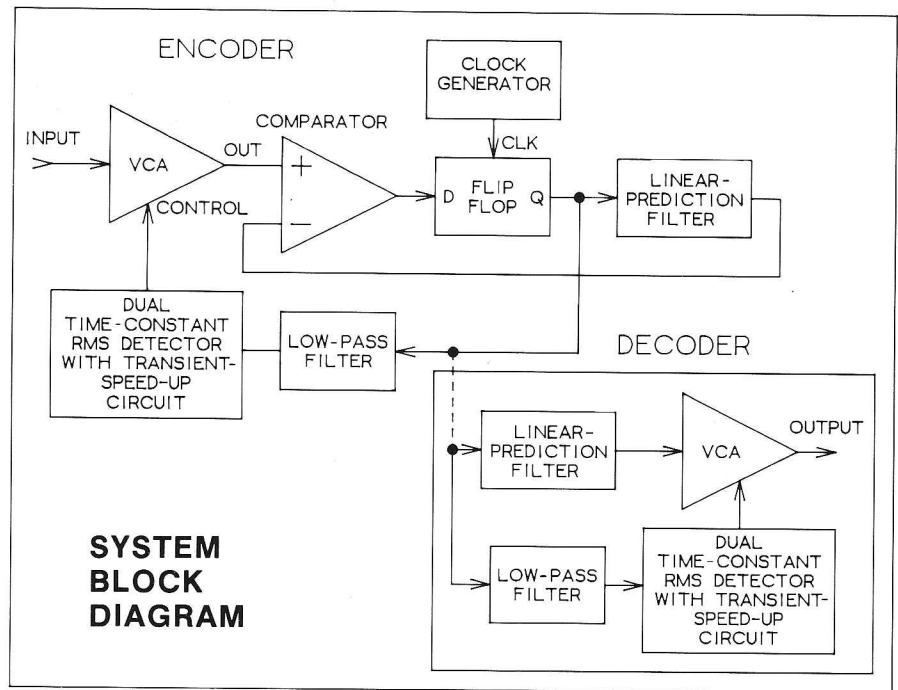 ENCODER
CLOCK
GENERATOR
COMPARATOR
INPUT
VCA
OUT
+
CLK
D
FLIP
FLOP
Q
LINEAR-
PREDICTION
FILTER
CONTROL
—
DUAL
TIME-CONSTANT
RMS DETECTOR
WITH TRANSIENT-
SPEED-UP
CIRCUIT
LOW-PASS
FILTER
DECODER
LINEAR-
PREDICTION
FILTER
VCA
OUTPUT
LOW-PASS
FILTER
DUAL
TIME-CONSTANT
RMS DETECTOR
WITH TRANSIENT-
SPEED-UP
CIRCUIT
SYSTEM
BLOCK
DIAGRAM